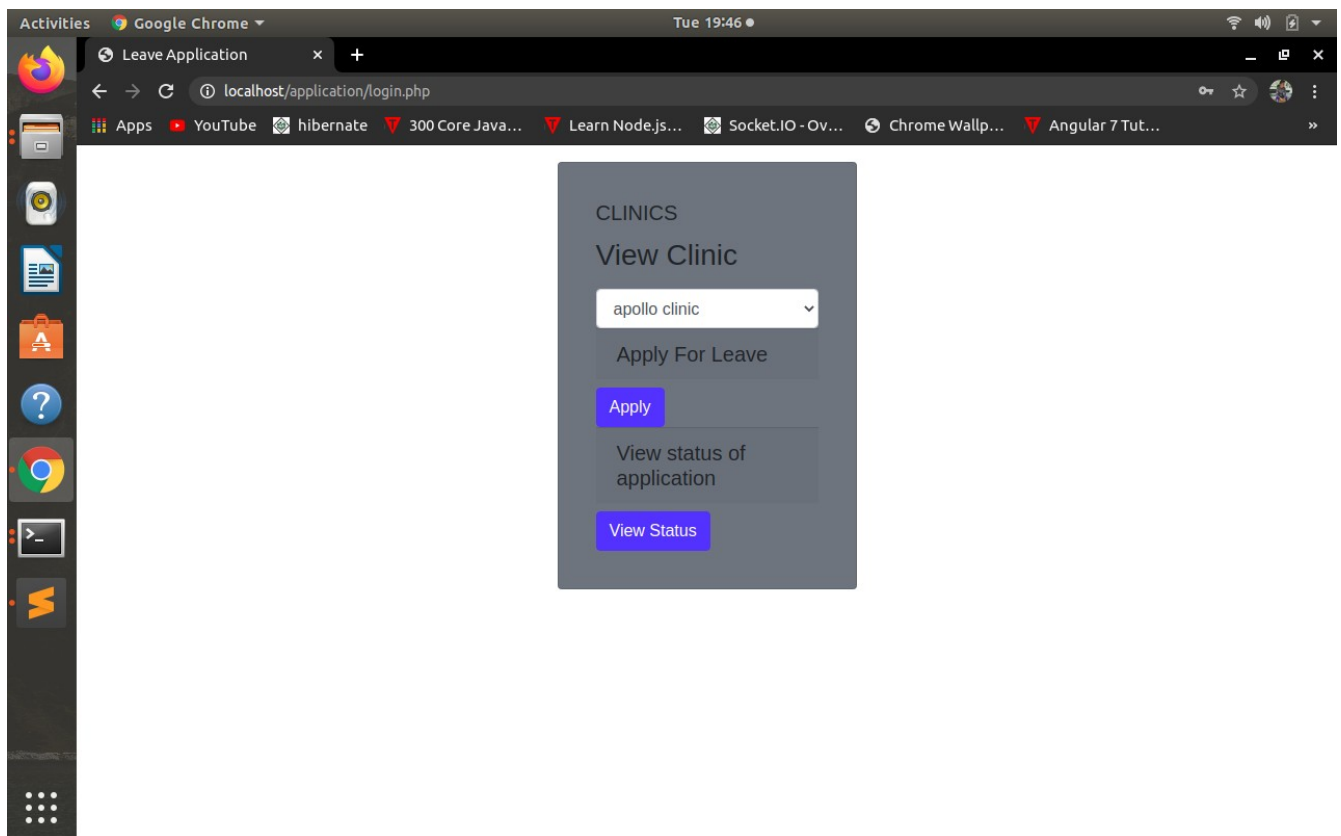 Activities Google Chrome Tue 19:46
Leave Application
localhost/application/login.php
Apps YouTube hibernate 300 Core Java... Learn Node.js... Socket.IO - Ov... Chrome Wallp... Angular 7 Tut... »
CLINICS
View Clinic
apollo clinic
Apply For Leave
Apply
View status of
application
View Status